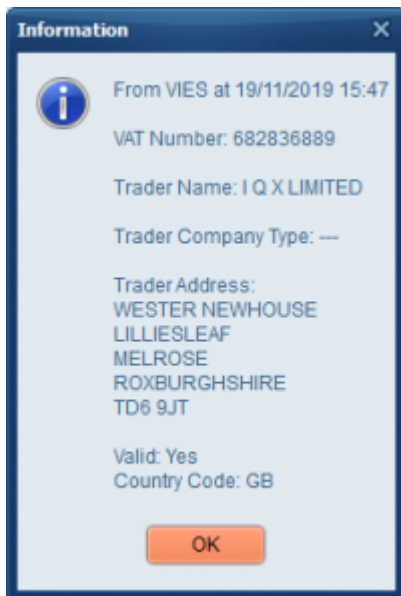 Information
From VIES at 19/11/2019 15:47
VAT Number: 682836889
Trader Name: I Q X LIMITED
Trader Company Type: ---
Trader Address:
WESTER NEWHOUSE
LILLIESLEAF
MELROSE
ROXBURGHSHIRE
TD6 9JT
Valid: Yes
Country Code: GB
OK